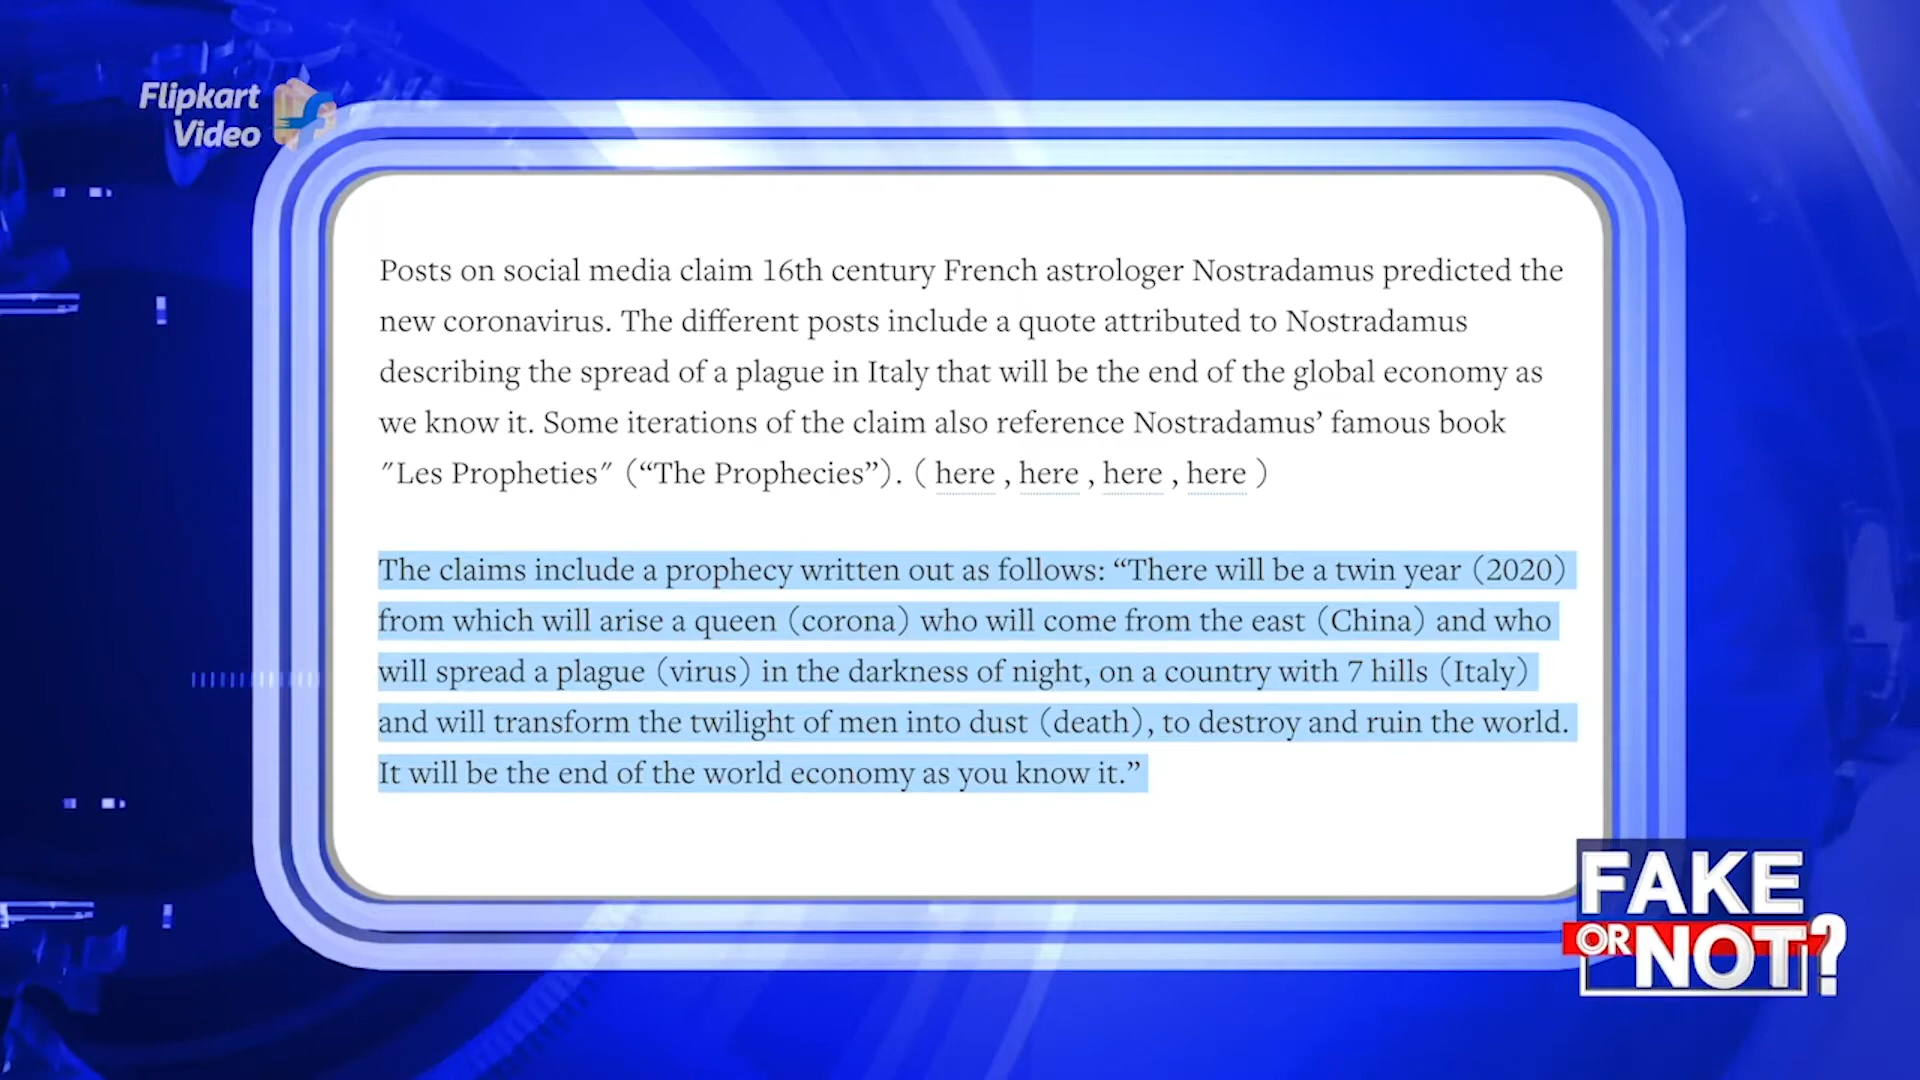 Flipkart
Video
Posts on social media claim 16th century French astrologer Nostradamus predicted the
new coronavirus. The different posts include a quote attributed to Nostradamus
describing the spread of a plague in Italy that will be the end of the global economy as
we know it. Some iterations of the claim also reference Nostradamus’ famous book
"Les Propheties" (“The Prophecies”). ( here , here , here , here )
The claims include a prophecy written out as follows: “There will be a twin year (2020)
from which will arise a queen (corona) who will come from the east (China) and who
will spread a plague (virus) in the darkness of night, on a country with 7 hills (Italy)
and will transform the twilight of men into dust (death), to destroy and ruin the world.
It will be the end of the world economy as you know it.”
FAKE
OR NOT?